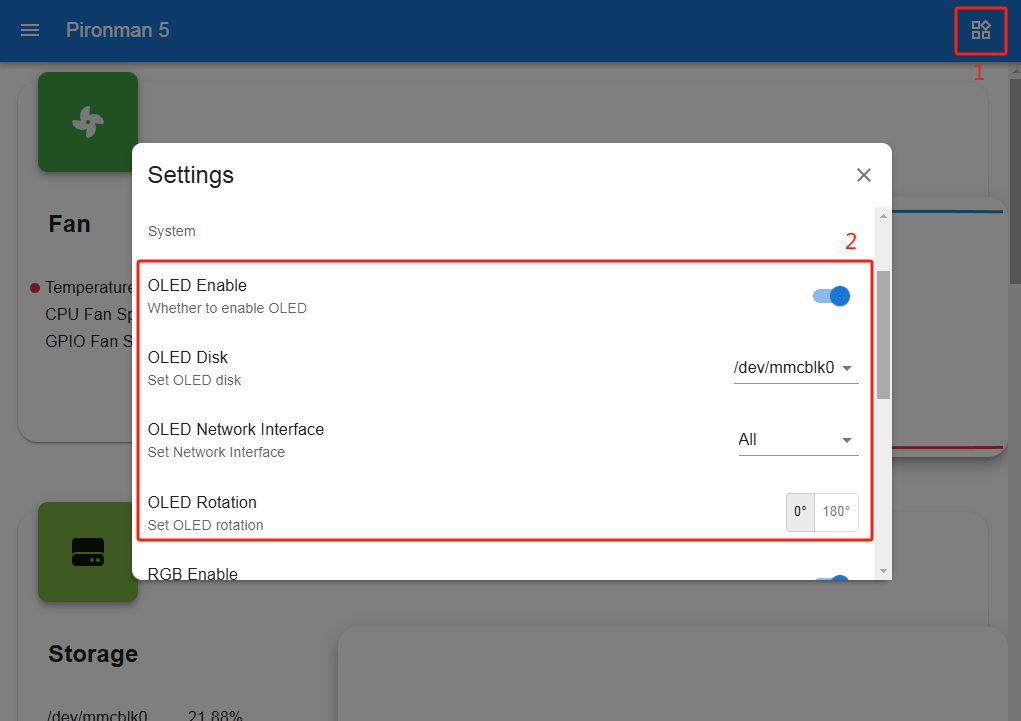 Pironman 5
1
Settings
System
2
OLED Enable
Whether to enable OLED
OLED Disk
Set OLED disk
/dev/mmcblk0
OLED Network Interface
Set Network Interface
All
OLED Rotation
Set OLED rotation
0° 180°
RGB Enable
Fan
Temperature
CPU Fan
GPIO Fan
Storage
/dev/mmcblk0 21.88%